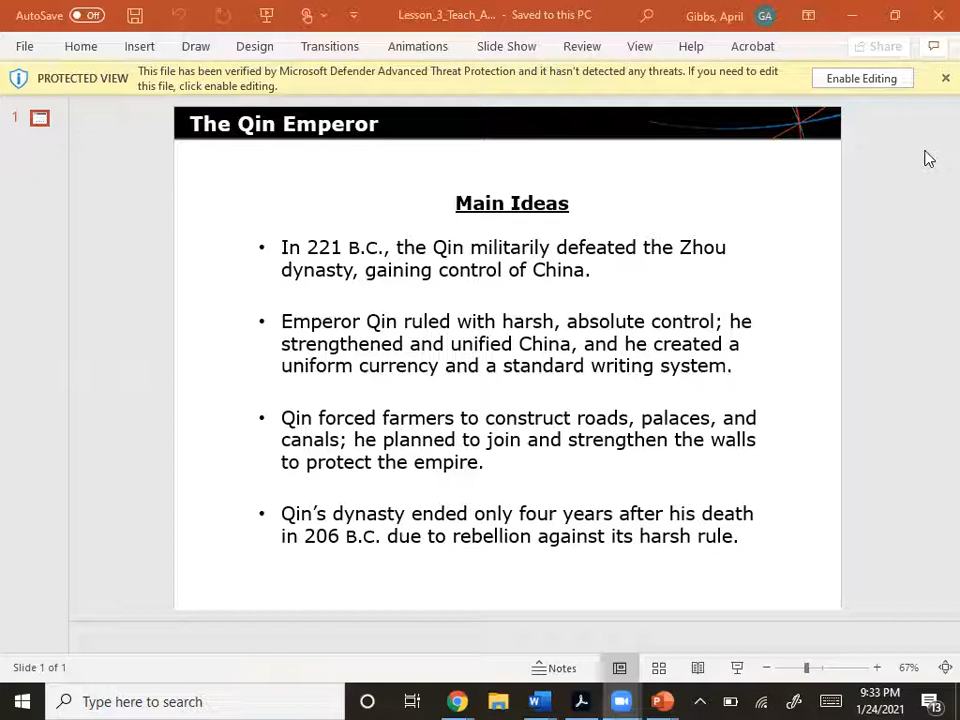 AutoSave Off Lesson_3_Teach_A... - Saved to this PC Gibbs, April GA
File Home Insert Draw Design Transitions Animations Slide Show Review View Help Acrobat Share
PROTECTED VIEW This file has been verified by Microsoft Defender Advanced Threat Protection and it hasn't detected any threats. If you need to edit
this file, click enable editing.
Enable Editing
1
The Qin Emperor
Main Ideas
• In 221 B.C., the Qin militarily defeated the Zhou
dynasty, gaining control of China.
• Emperor Qin ruled with harsh, absolute control; he
strengthened and unified China, and he created a
uniform currency and a standard writing system.
• Qin forced farmers to construct roads, palaces, and
canals; he planned to join and strengthen the walls
to protect the empire.
• Qin’s dynasty ended only four years after his death
in 206 B.C. due to rebellion against its harsh rule.
Slide 1 of 1 Notes 67%
Type here to search
9:33 PM
1/24/2021
13